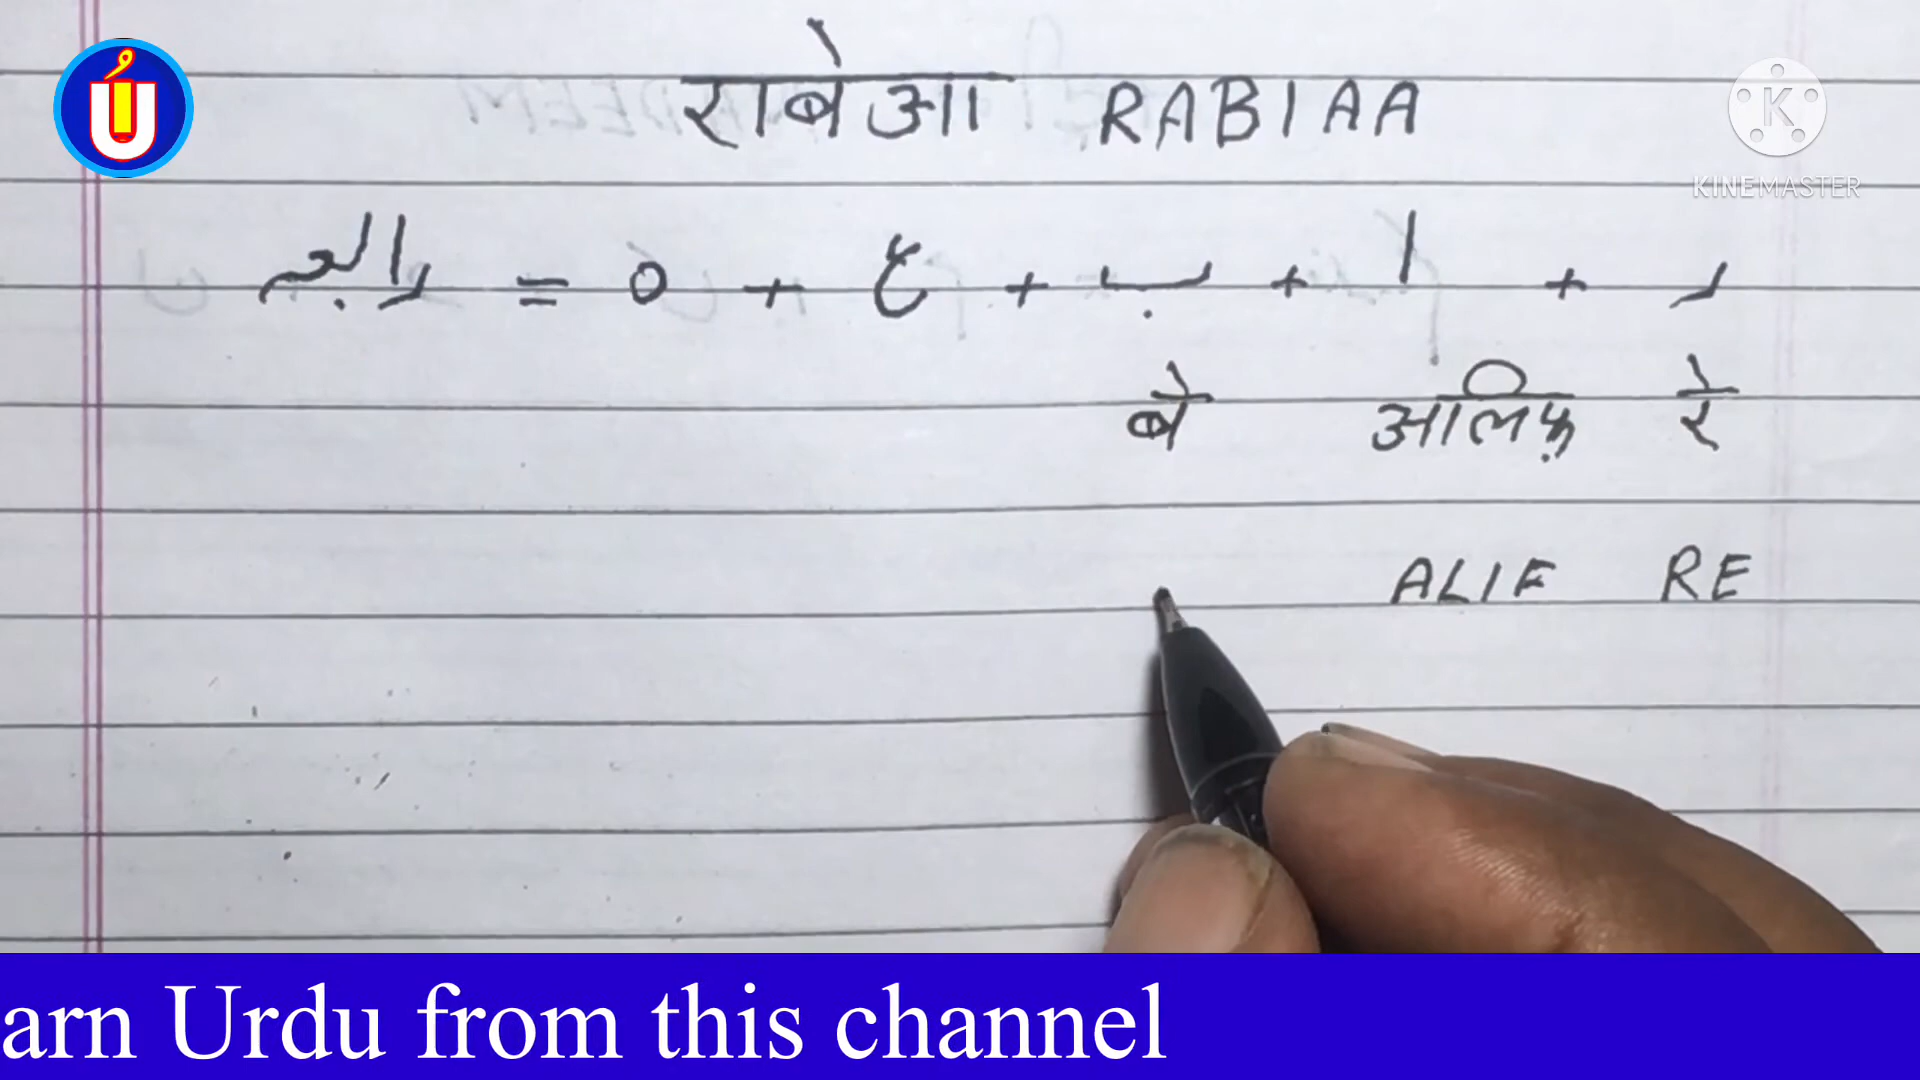 राबेआ RABIAA
KINEMASTER
ر + ا + ب + ع + ہ = رابعہ
बे अलिफ़ रे
ALIF RE
arn Urdu from this channel